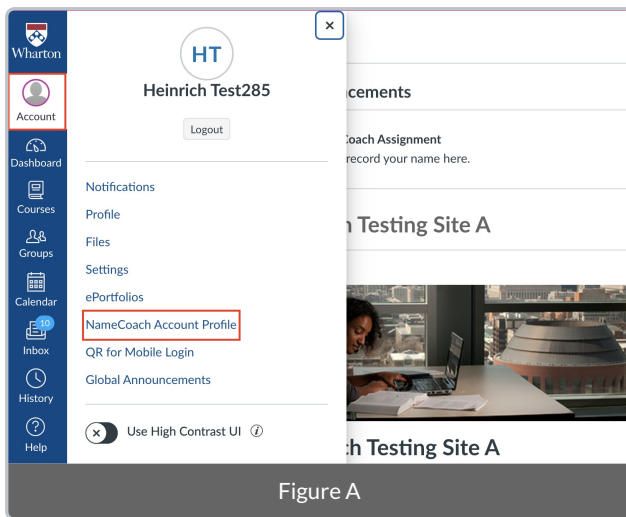 Wharton
Account
Dashboard
Courses
Groups
Calendar
10
Inbox
History
Help
×
HT
Heinrich Test285
Logout
Notifications
Profile
Files
Settings
ePortfolios
NameCoach Account Profile
QR for Mobile Login
Global Announcements
Use High Contrast UI
cements
Coach Assignment
record your name here.
Testing Site A
Testing Site A
Figure A